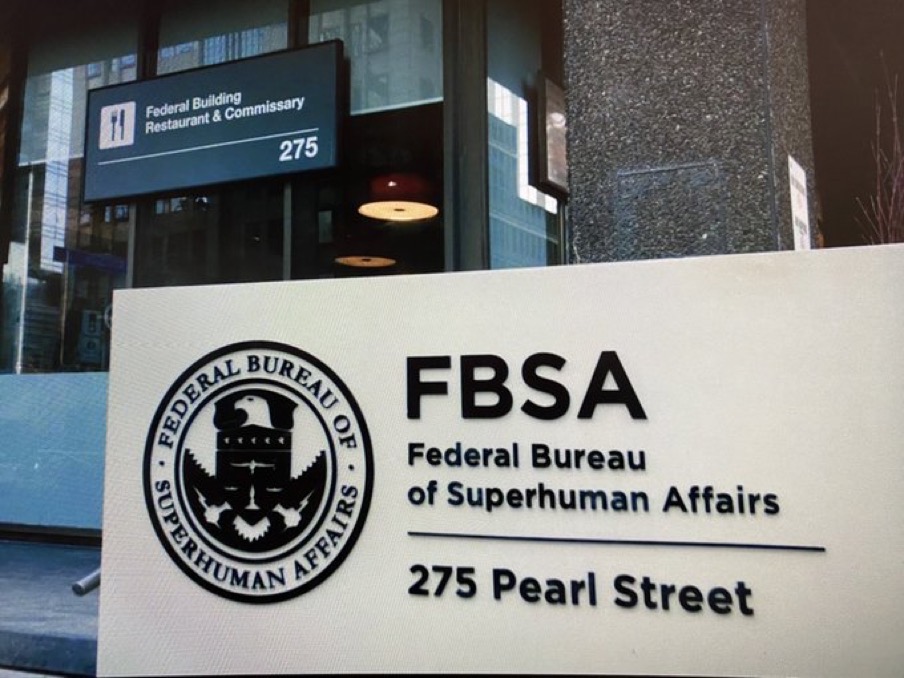 Federal Building
Restaurant & Commissary
275
FEDERAL BUREAU OF
SUPERHUMAN AFFAIRS
FBSA
Federal Bureau
of Superhuman Affairs
275 Pearl Street